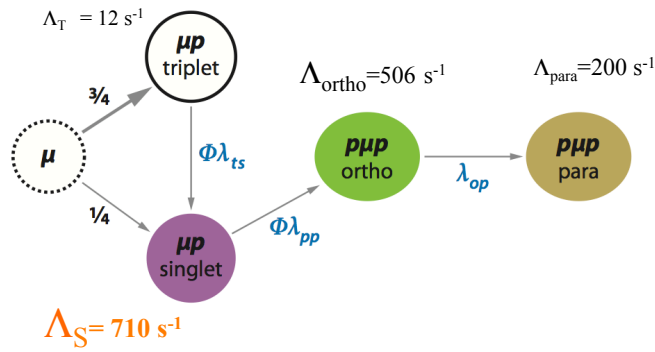 Λ_T = 12 s⁻¹
μp
triplet
Λ_ortho=506 s⁻¹
Λ_para=200 s⁻¹
¾
μ
Φλ_ts
pμp
ortho
λ_op
pμp
para
¼
Φλ_pp
μp
singlet
Λ_S= 710 s⁻¹